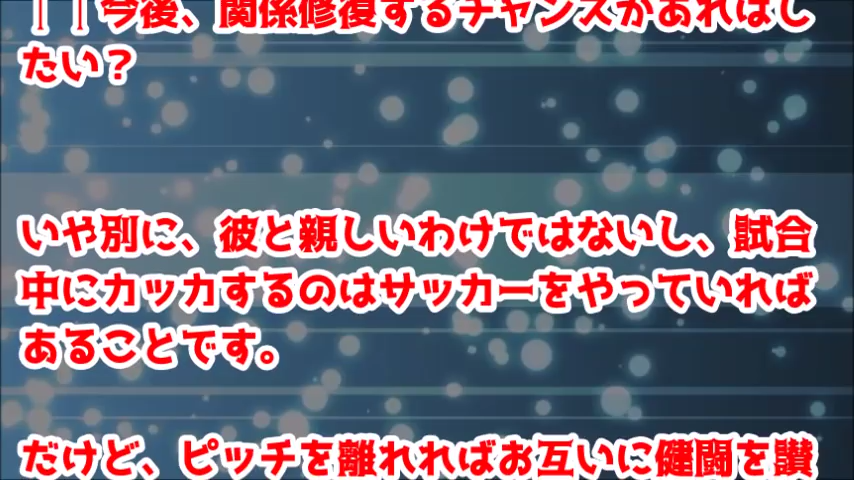 ｜｜今後、関係修復するチャンスがあればし
たい？
いや別に、彼と親しいわけではないし、試合
中にカッカするのはサッカーをやっていれば
あることです。
だけど、ピッチを離れればお互いに健闘を讃